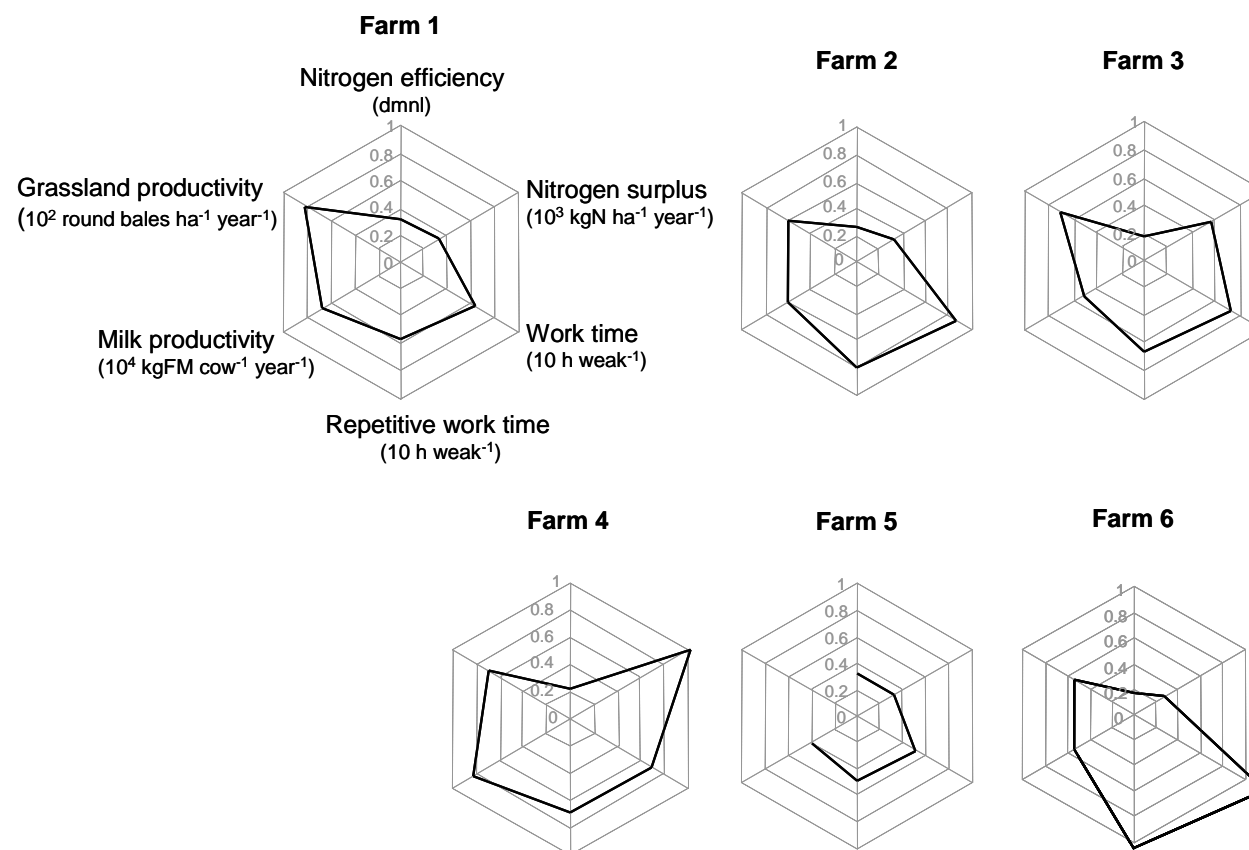 Farm 1
Nitrogen efficiency
(dmnl)
1
0.8
0.6
0.4
0.2
0
Grassland productivity
(10² round bales ha⁻¹ year⁻¹)
Nitrogen surplus
(10³ kgN ha⁻¹ year⁻¹)
Milk productivity
(10⁴ kgFM cow⁻¹ year⁻¹)
Work time
(10 h weak⁻¹)
Repetitive work time
(10 h weak⁻¹)
Farm 2
1
0.8
0.6
0.4
0.2
0
Farm 3
1
0.8
0.6
0.4
0.2
0
Farm 4
1
0.8
0.6
0.4
0.2
0
Farm 5
1
0.8
0.6
0.4
0.2
0
Farm 6
1
0.8
0.6
0.4
0.2
0